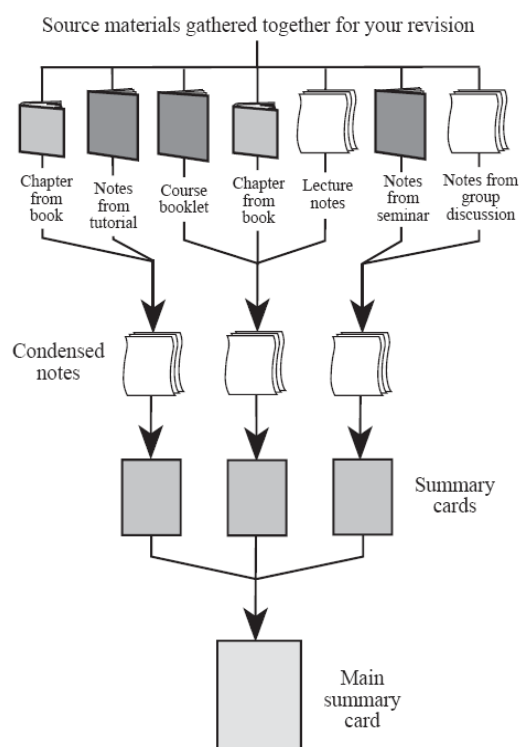 Source materials gathered together for your revision
Chapter
from
book
Notes
from
tutorial
Course
booklet
Chapter
from
book
Lecture
notes
Notes
from
seminar
Notes from
group
discussion
Condensed
notes
Summary
cards
Main
summary
card